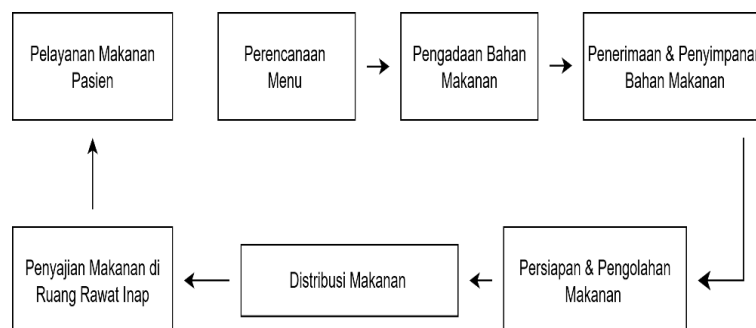 Pelayanan Makanan
Pasien
Perencanaan
Menu
Pengadaan Bahan
Makanan
Penerimaan & Penyimpanan
Bahan Makanan
Persiapan & Pengolahan
Makanan
Distribusi Makanan
Penyajian Makanan di
Ruang Rawat Inap